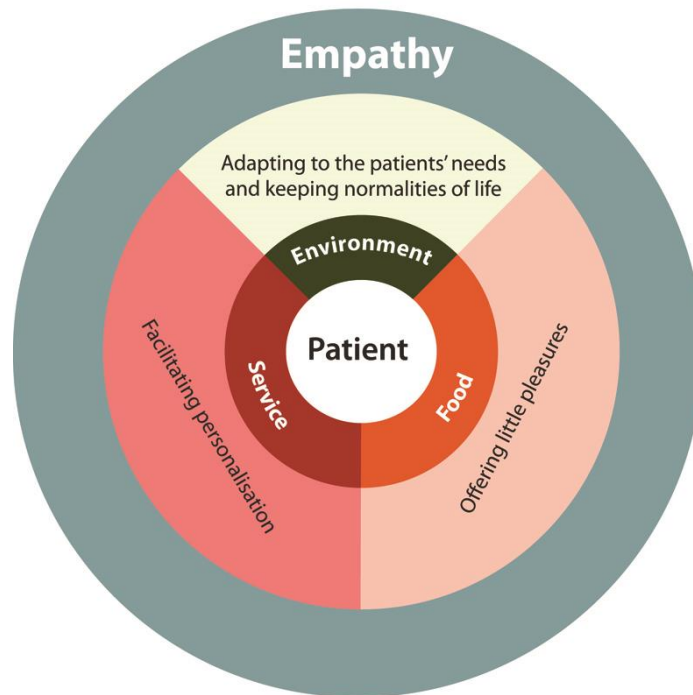 Empathy
Adapting to the patients’ needs
and keeping normalities of life
Environment
Patient
Service
Food
Facilitating personalisation
Offering little pleasures